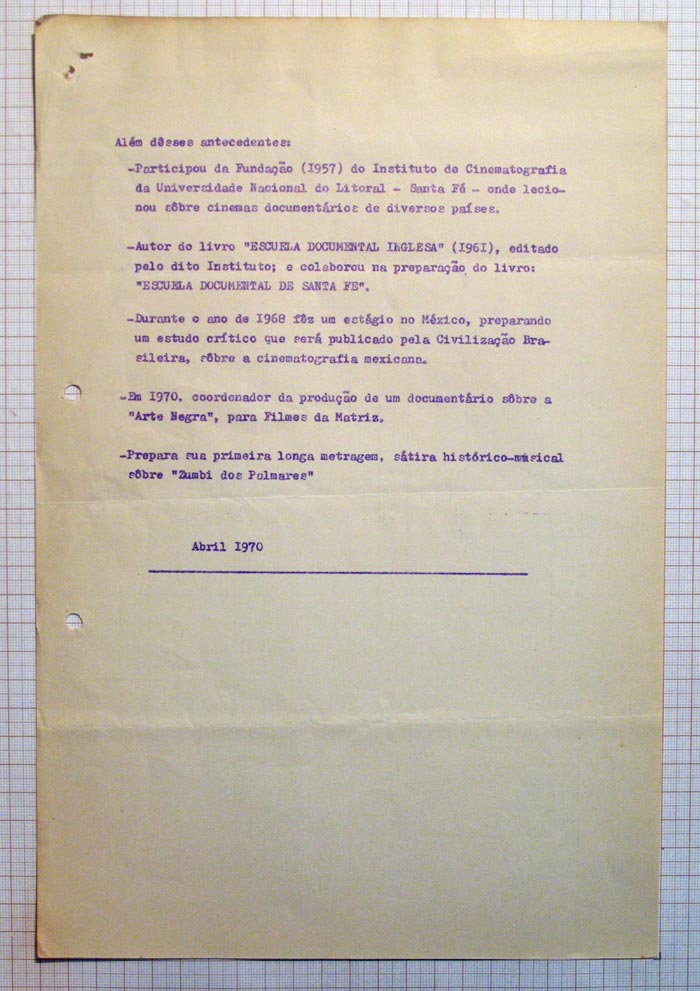 Além dêsses antecedentes:
-Participou da Fundação (1957) do Instituto de Cinematografia
da Universidade Nacional do Litoral - Santa Fé - onde lecio-
nou sôbre cinemas documentários de diversos países.
-Autor do livro "ESCUELA DOCUMENTAL INGLESA" (1961), editado
pelo dito Instituto; e colaborou na preparação do livro:
"ESCUELA DOCUMENTAL DE SANTA FE".
-Durante o ano de 1968 fêz um estágio no México, preparando
um estudo crítico que será publicado pela Civilização Bra-
sileira, sôbre a cinematografia mexicana.
-Em 1970. coordenador da produção de um documentário sôbre a
"Arte Negra", para Filmes da Matriz.
-Prepara sua primeira longa metragem, sátira histórico-músical
sôbre "Zumbi dos Palmares"
Abril 1970